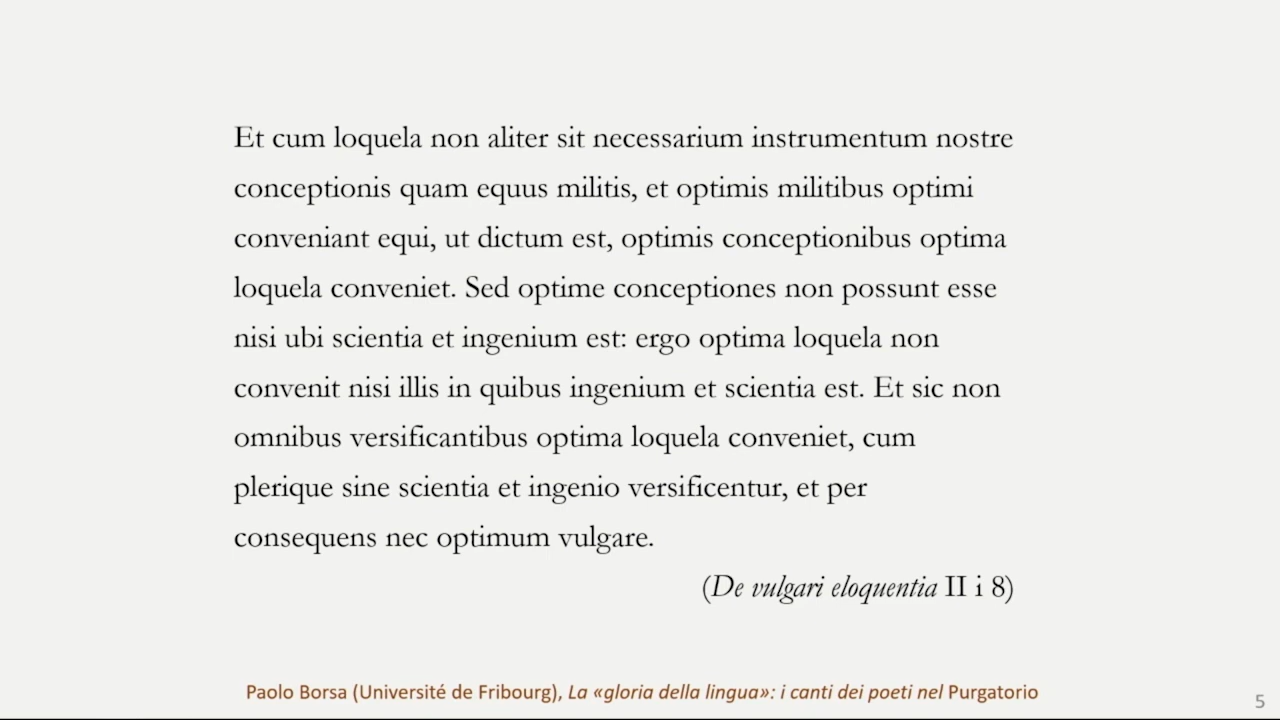 Et cum loquela non aliter sit necessarium instrumentum nostre
conceptionis quam equus militis, et optimis militibus optimi
conveniant equi, ut dictum est, optimis conceptionibus optima
loquela conveniet. Sed optime conceptiones non possunt esse
nisi ubi scientia et ingenium est: ergo optima loquela non
convenit nisi illis in quibus ingenium et scientia est. Et sic non
omnibus versificantibus optima loquela conveniet, cum
plerique sine scientia et ingenio versificentur, et per
consequens nec optimum vulgare.
(De vulgari eloquentia II i 8)
Paolo Borsa (Université de Fribourg), La «gloria della lingua»: i canti dei poeti nel Purgatorio
5